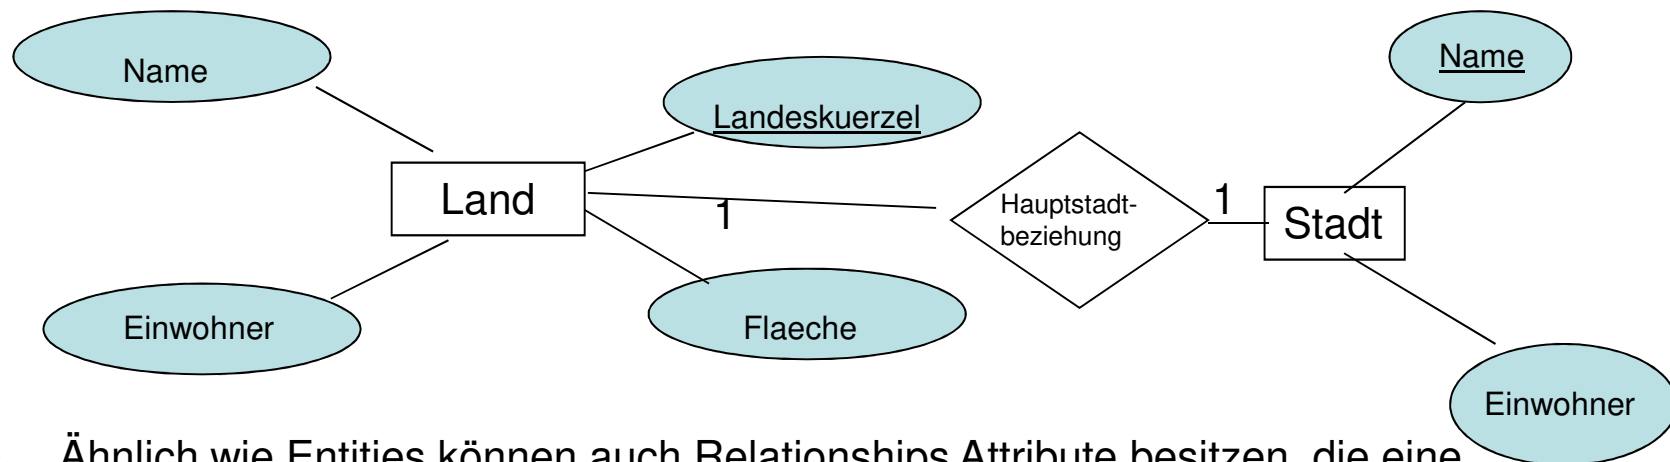 Name
Name
Landeskuerzel
Land
1
Hauptstadt-
beziehung
1
Stadt
Einwohner
Flaeche
Einwohner
Ähnlich wie Entities können auch Relationships Attribute besitzen, die eine